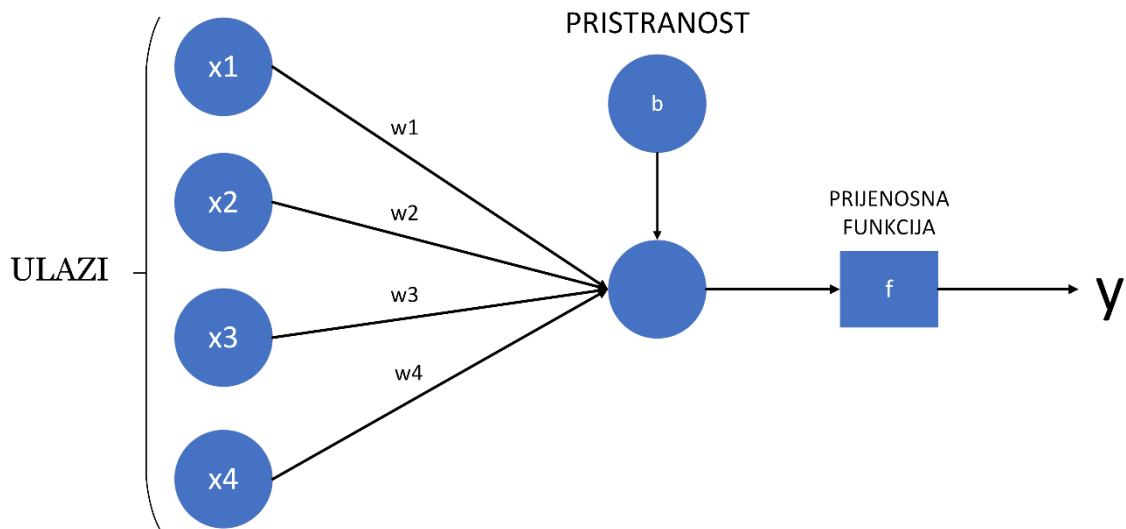 PRISTRANOST
x1
b
w1
x2
w2
PRIJENOSNA
FUNKCIJA
ULAZI
f
y
w3
x3
w4
x4